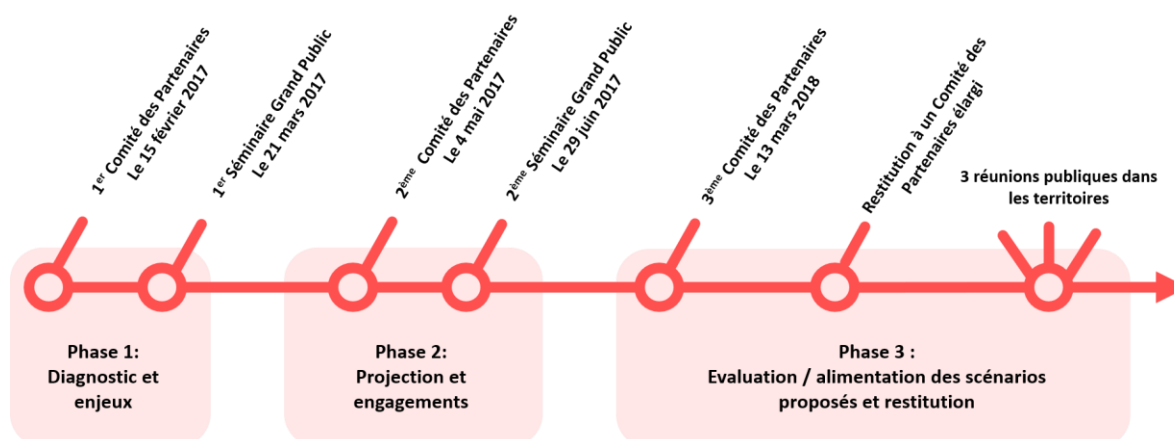 1er Comité des Partenaires
Le 15 février 2017
1er Séminaire Grand Public
Le 21 mars 2017
2ème Comité des Partenaires
Le 4 mai 2017
2ème Séminaire Grand Public
Le 29 juin 2017
3ème Comité des Partenaires
Le 13 mars 2018
Restitution à un Comité des
Partenaires élargi
3 réunions publiques dans
les territoires
Phase 1:
Diagnostic et
enjeux
Phase 2:
Projection et
engagements
Phase 3 :
Evaluation / alimentation des scénarios
proposés et restitution